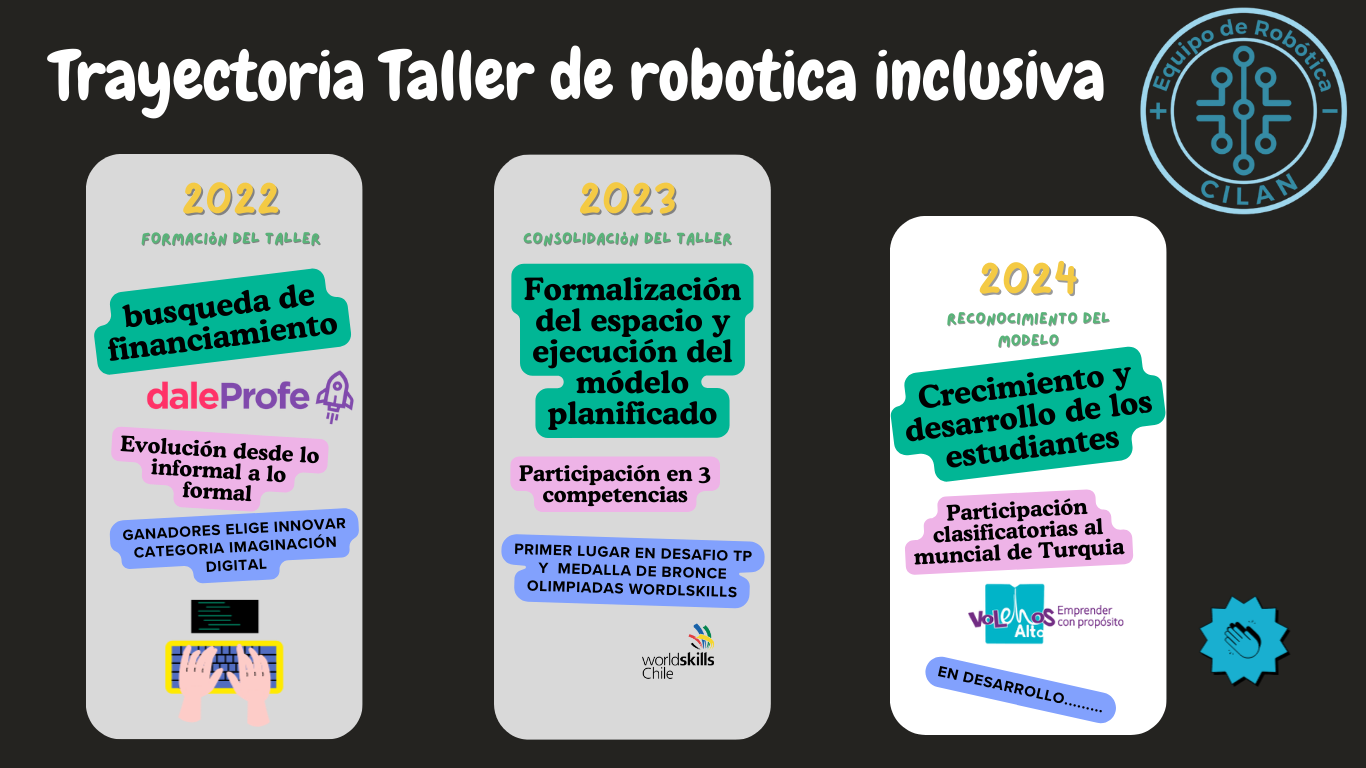 Trayectoria Taller de robotica inclusiva
+ Equipo de Robótica -
CILAN
2022
FORMACIÓN DEL TALLER
busqueda de
financiamiento
daleProfe
Evolución desde lo
informal a lo
formal
GANADORES ELIGE INNOVAR
CATEGORIA IMAGINACIÓN
DIGITAL
2023
CONSOLIDACIÓN DEL TALLER
Formalización
del espacio y
ejecución del
módelo
planificado
Participación en 3
competencias
PRIMER LUGAR EN DESAFIO TP
Y MEDALLA DE BRONCE
OLIMPIADAS WORDLSKILLS
worldskills
Chile
2024
RECONOCIMIENTO DEL
MODELO
Crecimiento y
desarrollo de los
estudiantes
Participación
clasificatorias al
muncial de Turquia
VoLemos
Alto
Emprender
con propósito
EN DESARROLLO.........